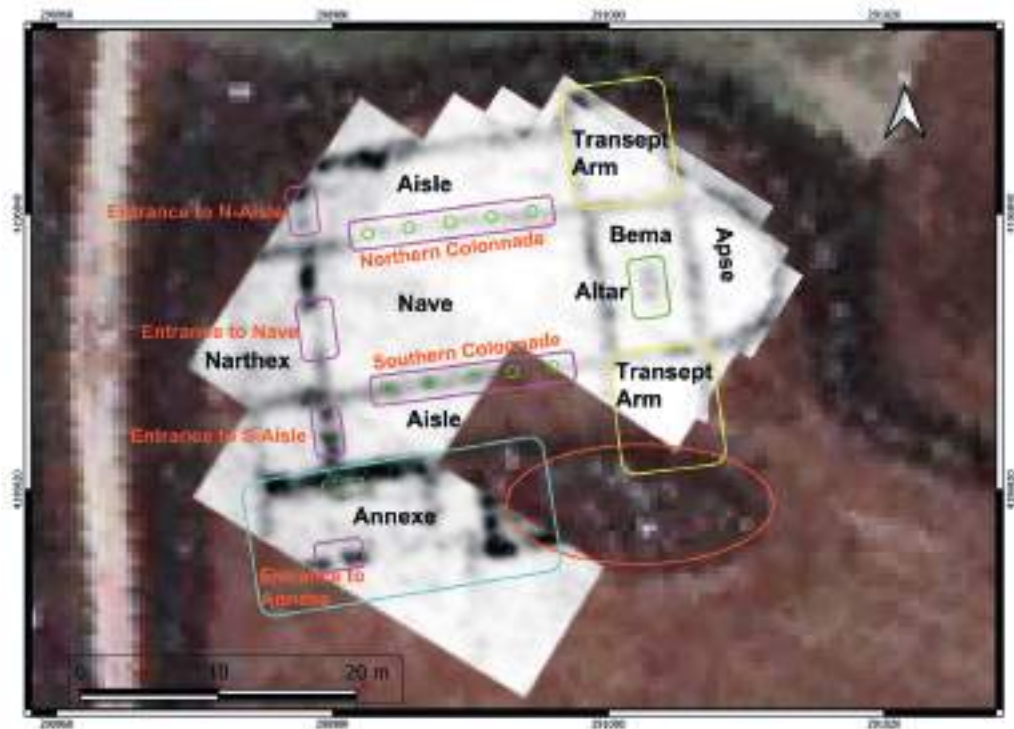 Transept
Arm
Aisle
Entrance to N-Aisle
Northern Colonnade
Bema
Apse
Altar
Nave
Entrance to Nave
Narthex
Southern Colonnade
Transept
Arm
Aisle
Entrance to S-Aisle
Annexe
Entrance to
Annexe
0 10 20 m